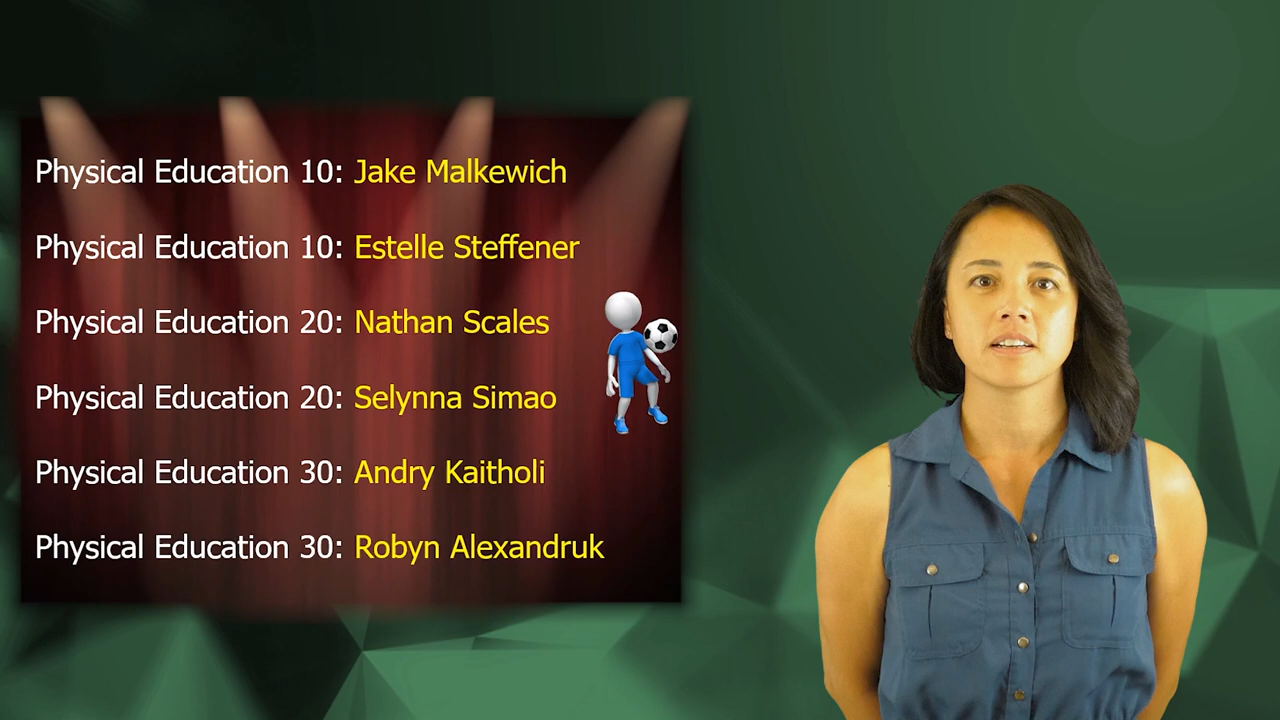 Physical Education 10: Jake Malkewich
Physical Education 10: Estelle Steffener
Physical Education 20: Nathan Scales
Physical Education 20: Selynna Simao
Physical Education 30: Andry Kaitholi
Physical Education 30: Robyn Alexandruk